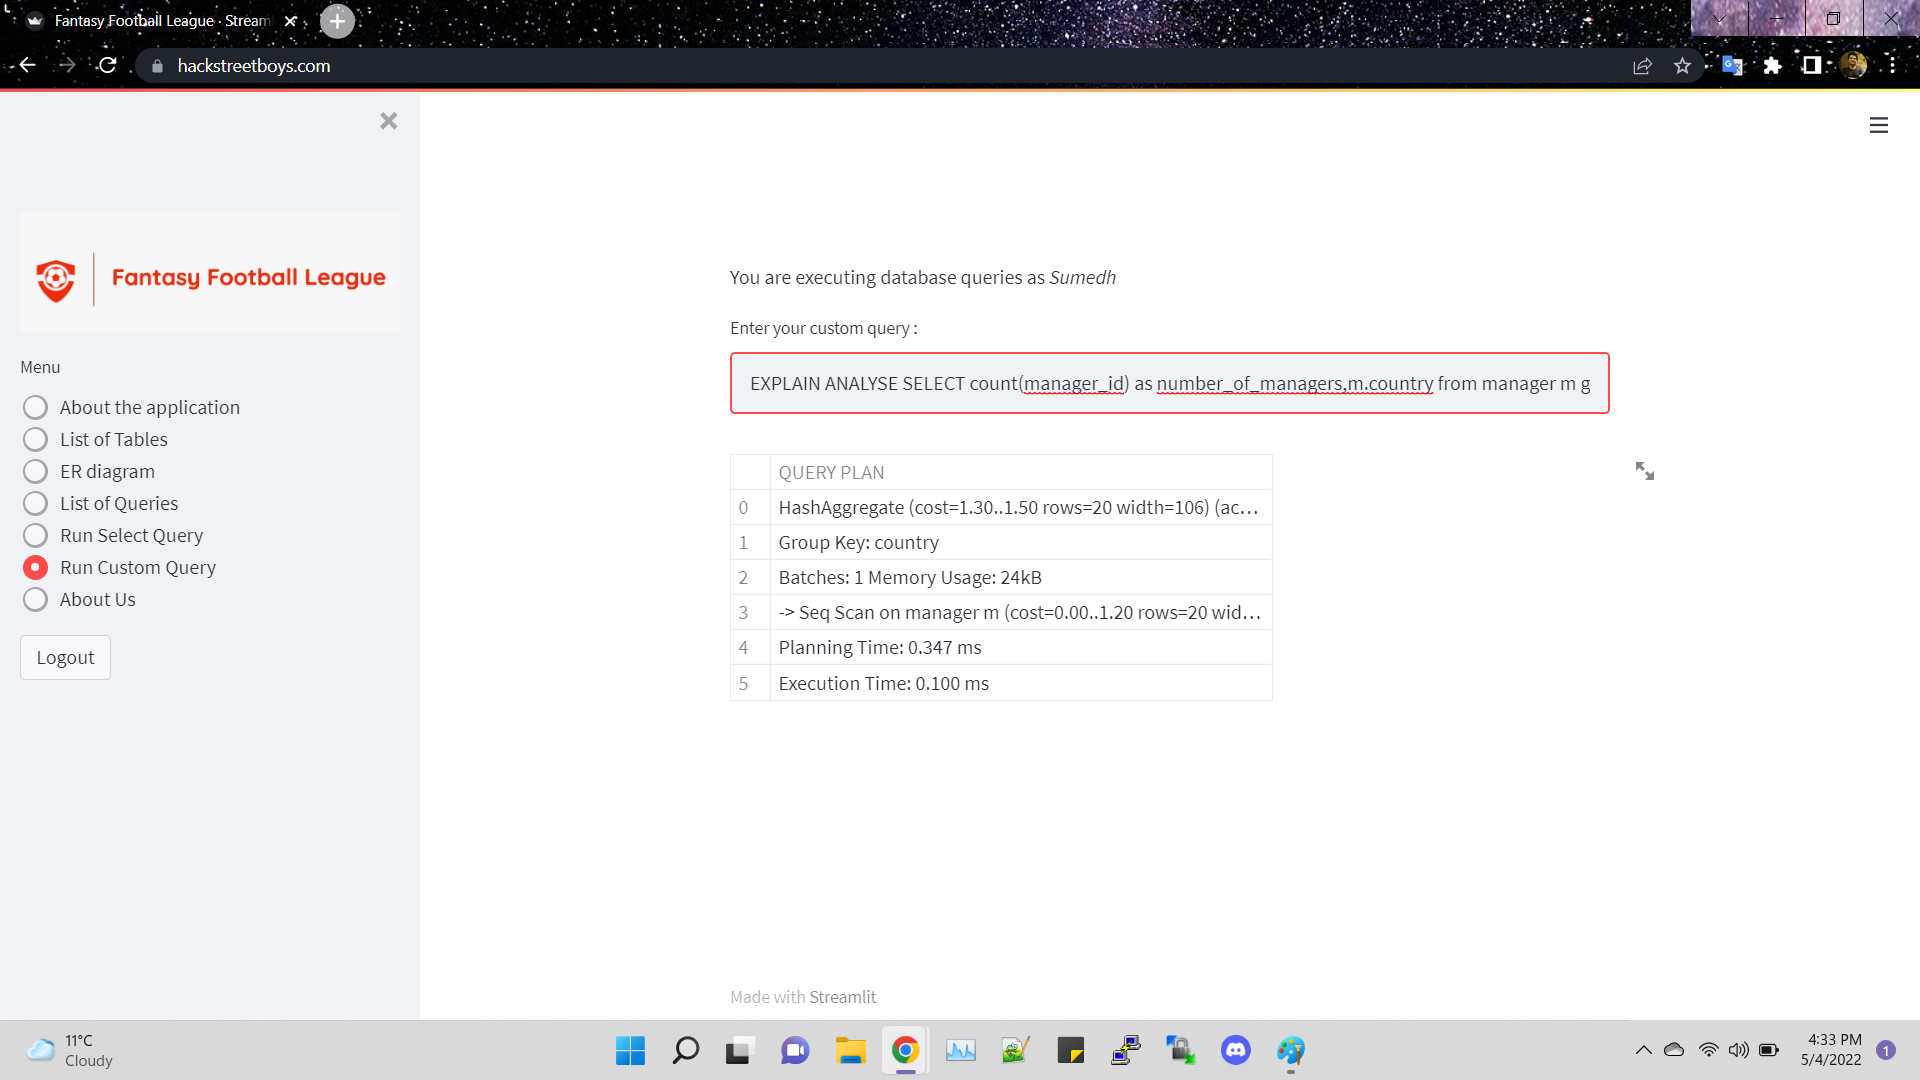 Fantasy Football League · Stream
hackstreetboys.com
Fantasy Football League
Menu
About the application
List of Tables
ER diagram
List of Queries
Run Select Query
Run Custom Query
About Us
Logout
You are executing database queries as Sumedh
Enter your custom query :
EXPLAIN ANALYSE SELECT count(manager_id) as number_of_managers,m.country from manager m g
QUERY PLAN
0 HashAggregate (cost=1.30..1.50 rows=20 width=106) (ac...
1 Group Key: country
2 Batches: 1 Memory Usage: 24kB
3 -> Seq Scan on manager m (cost=0.00..1.20 rows=20 wid...
4 Planning Time: 0.347 ms
5 Execution Time: 0.100 ms
Made with Streamlit
11°C
Cloudy
4:33 PM
5/4/2022
1